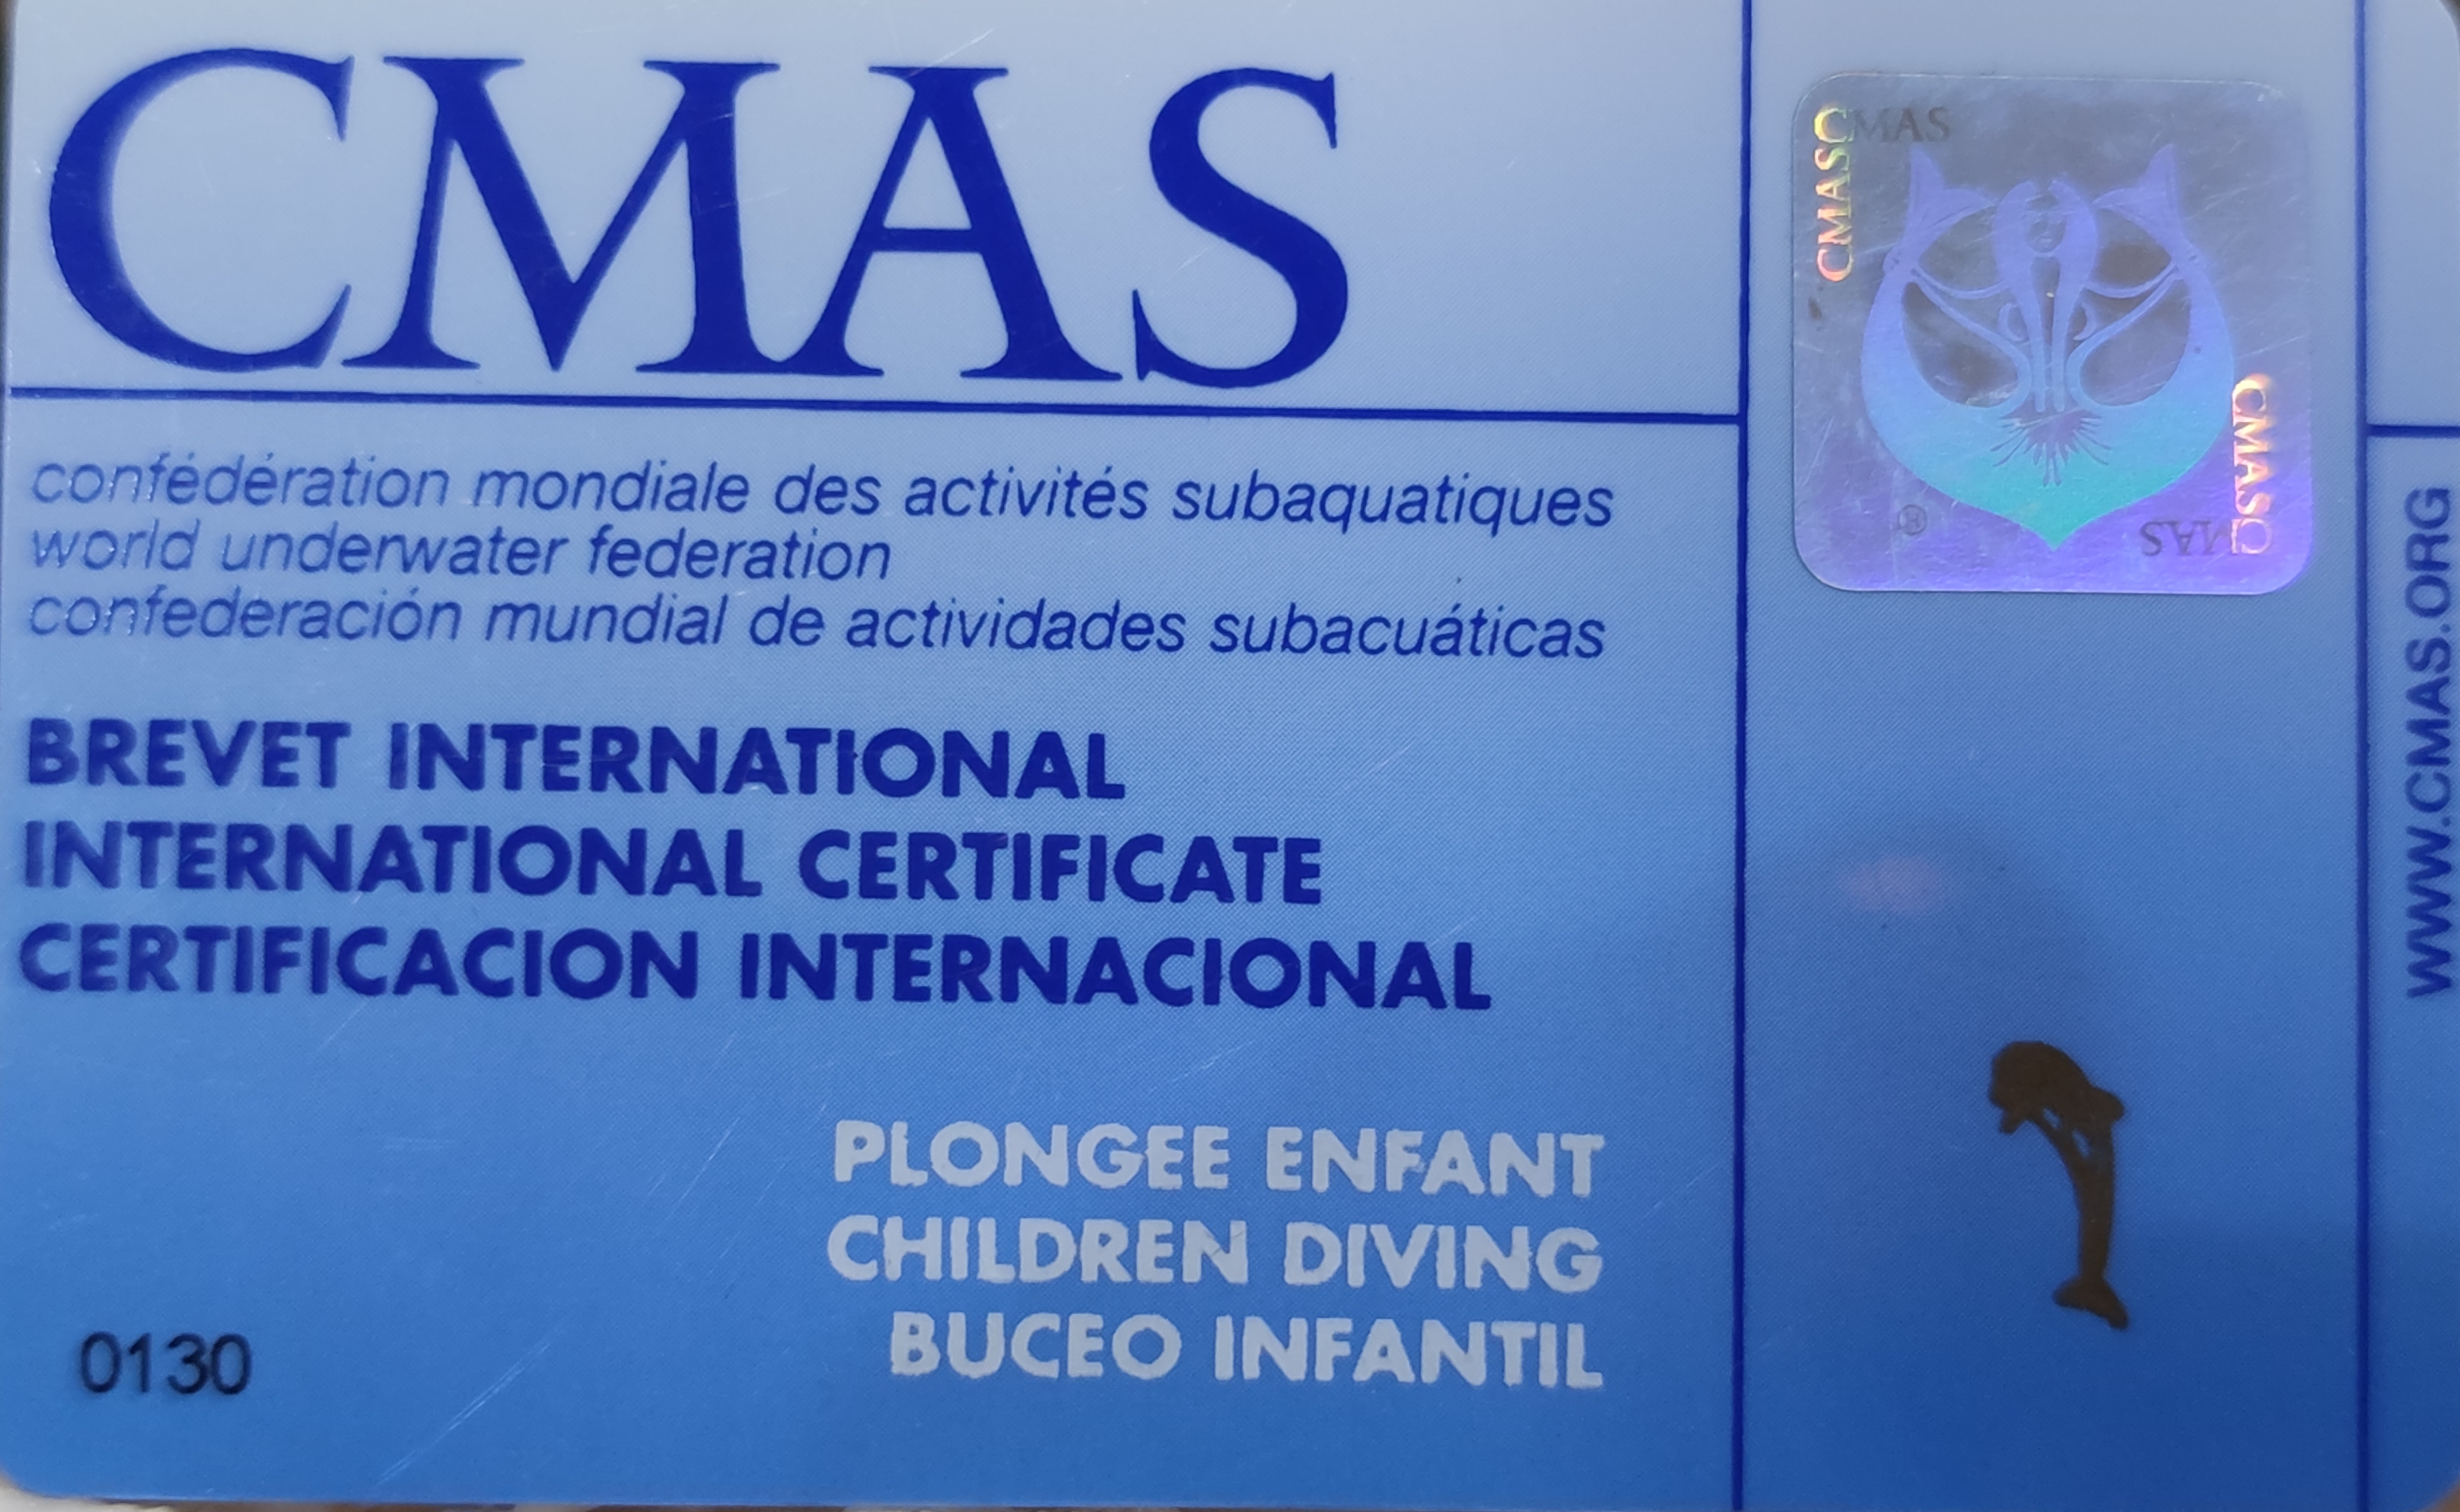 CMAS
confédération mondiale des activités subaquatiques
world underwater federation
confederación mundial de actividades subacuáticas
BREVET INTERNATIONAL
INTERNATIONAL CERTIFICATE
CERTIFICACION INTERNACIONAL
PLONGEE ENFANT
CHILDREN DIVING
BUCEO INFANTIL
0130
CMAS
CMAS
CMAS
CMAS
®
WWW.CMAS.ORG